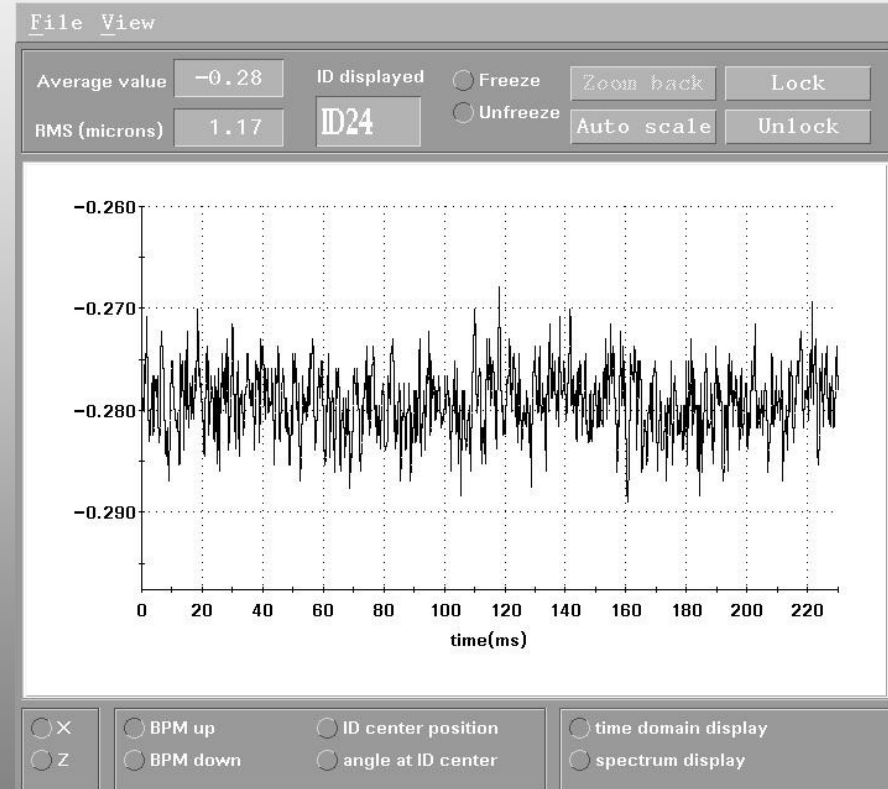 File View
Average value -0.28 ID displayed Freeze Zoom back Lock
RMS (microns) 1.17 ID24 Unfreeze Auto scale Unlock
-0.260
-0.270
-0.280
-0.290
0 20 40 60 80 100 120 140 160 180 200 220
time(ms)
X BPM up ID center position time domain display
Z BPM down angle at ID center spectrum display